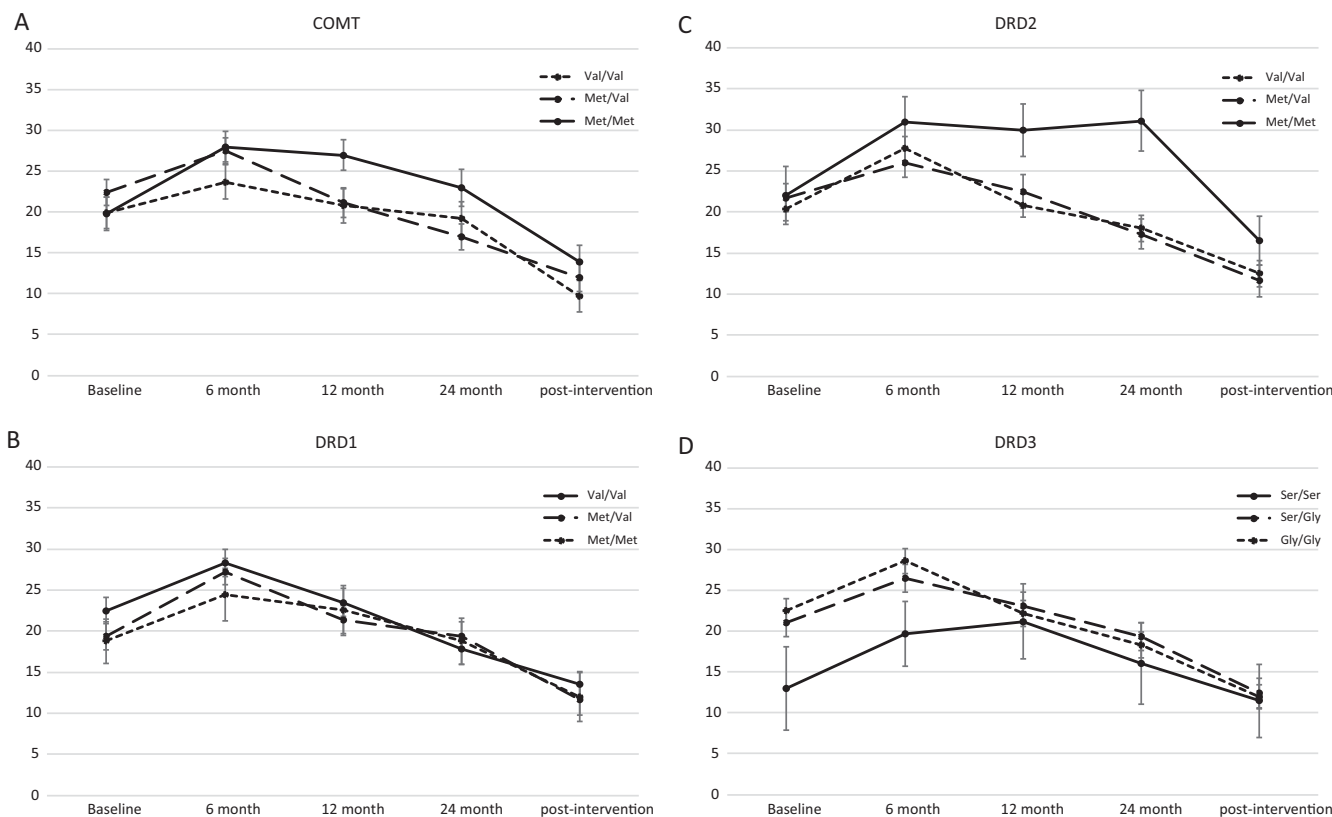 A
COMT
40
35
30
25
20
15
10
5
0
Val/Val
Met/Val
Met/Met
Baseline 6 month 12 month 24 month post-intervention
C
DRD2
40
35
30
25
20
15
10
5
0
Val/Val
Met/Val
Met/Met
Baseline 6 month 12 month 24 month post-intervention
B
DRD1
40
35
30
25
20
15
10
5
0
Val/Val
Met/Val
Met/Met
Baseline 6 month 12 month 24 month post-intervention
D
DRD3
40
35
30
25
20
15
10
5
0
Ser/Ser
Ser/Gly
Gly/Gly
Baseline 6 month 12 month 24 month post-intervention